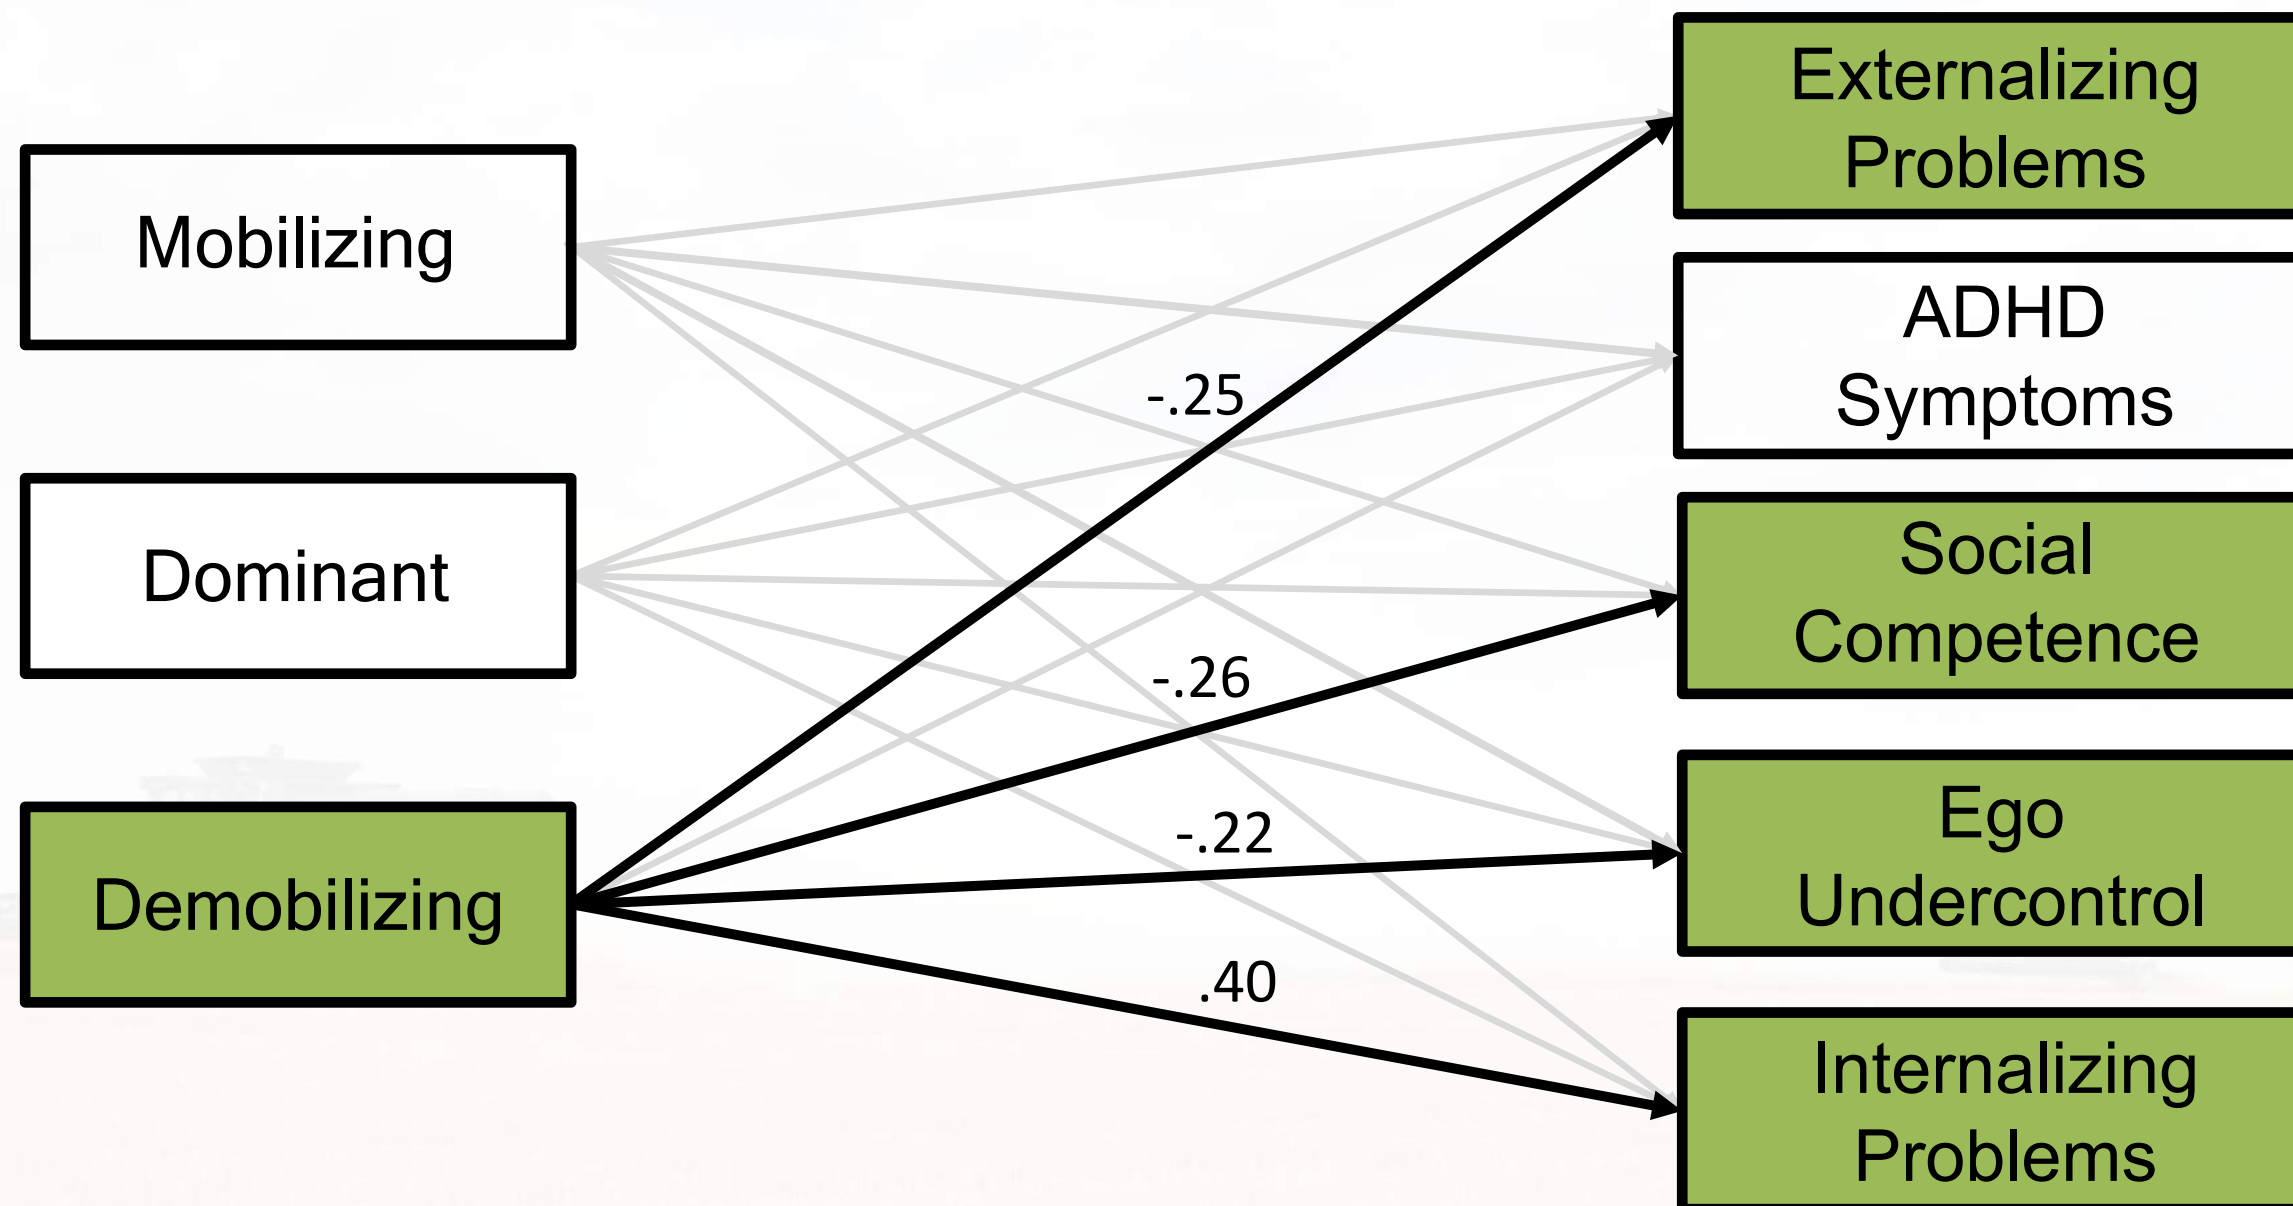 Mobilizing
Dominant
Demobilizing
-.25
-.26
-.22
.40
Externalizing
Problems
ADHD
Symptoms
Social
Competence
Ego
Undercontrol
Internalizing
Problems